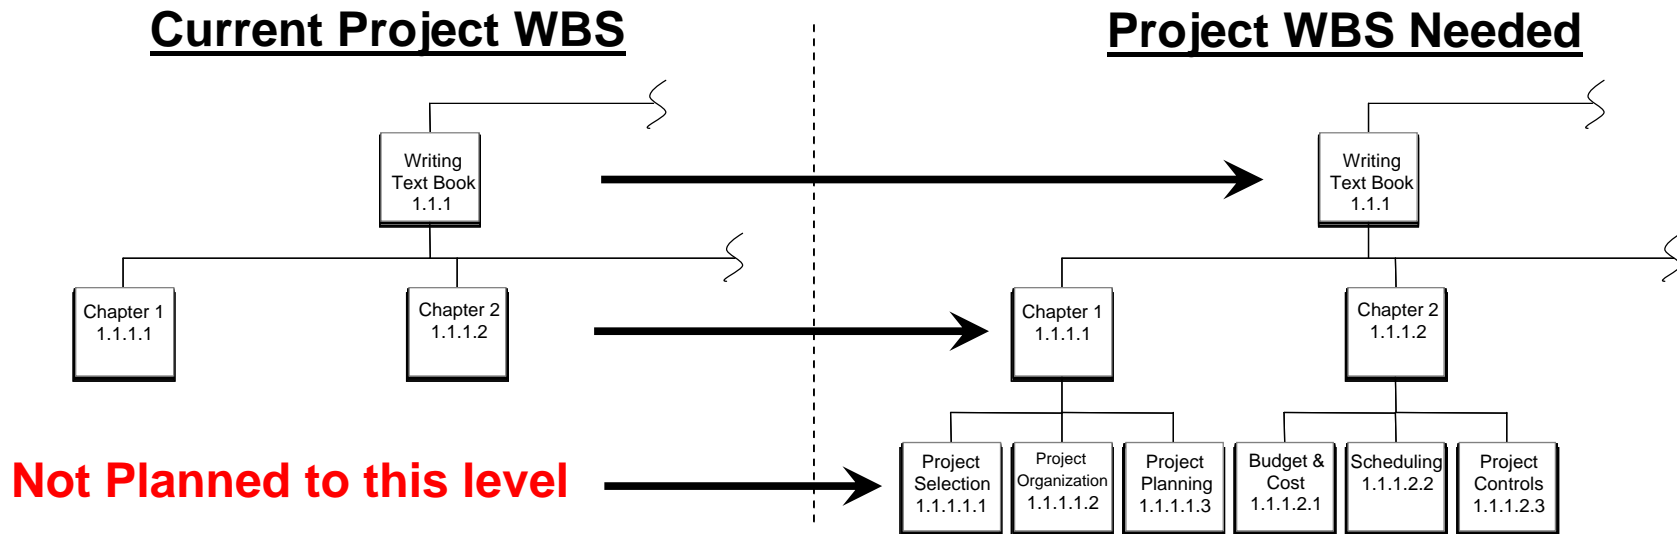 Current Project WBS
Project WBS Needed
Writing
Text Book
1.1.1
Writing
Text Book
1.1.1
Chapter 1
1.1.1.1
Chapter 2
1.1.1.2
Chapter 1
1.1.1.1
Chapter 2
1.1.1.2
Not Planned to this level
Project
Selection
1.1.1.1.1
Project
Organization
1.1.1.1.2
Project
Planning
1.1.1.1.3
Budget &
Cost
1.1.1.2.1
Scheduling
1.1.1.2.2
Project
Controls
1.1.1.2.3